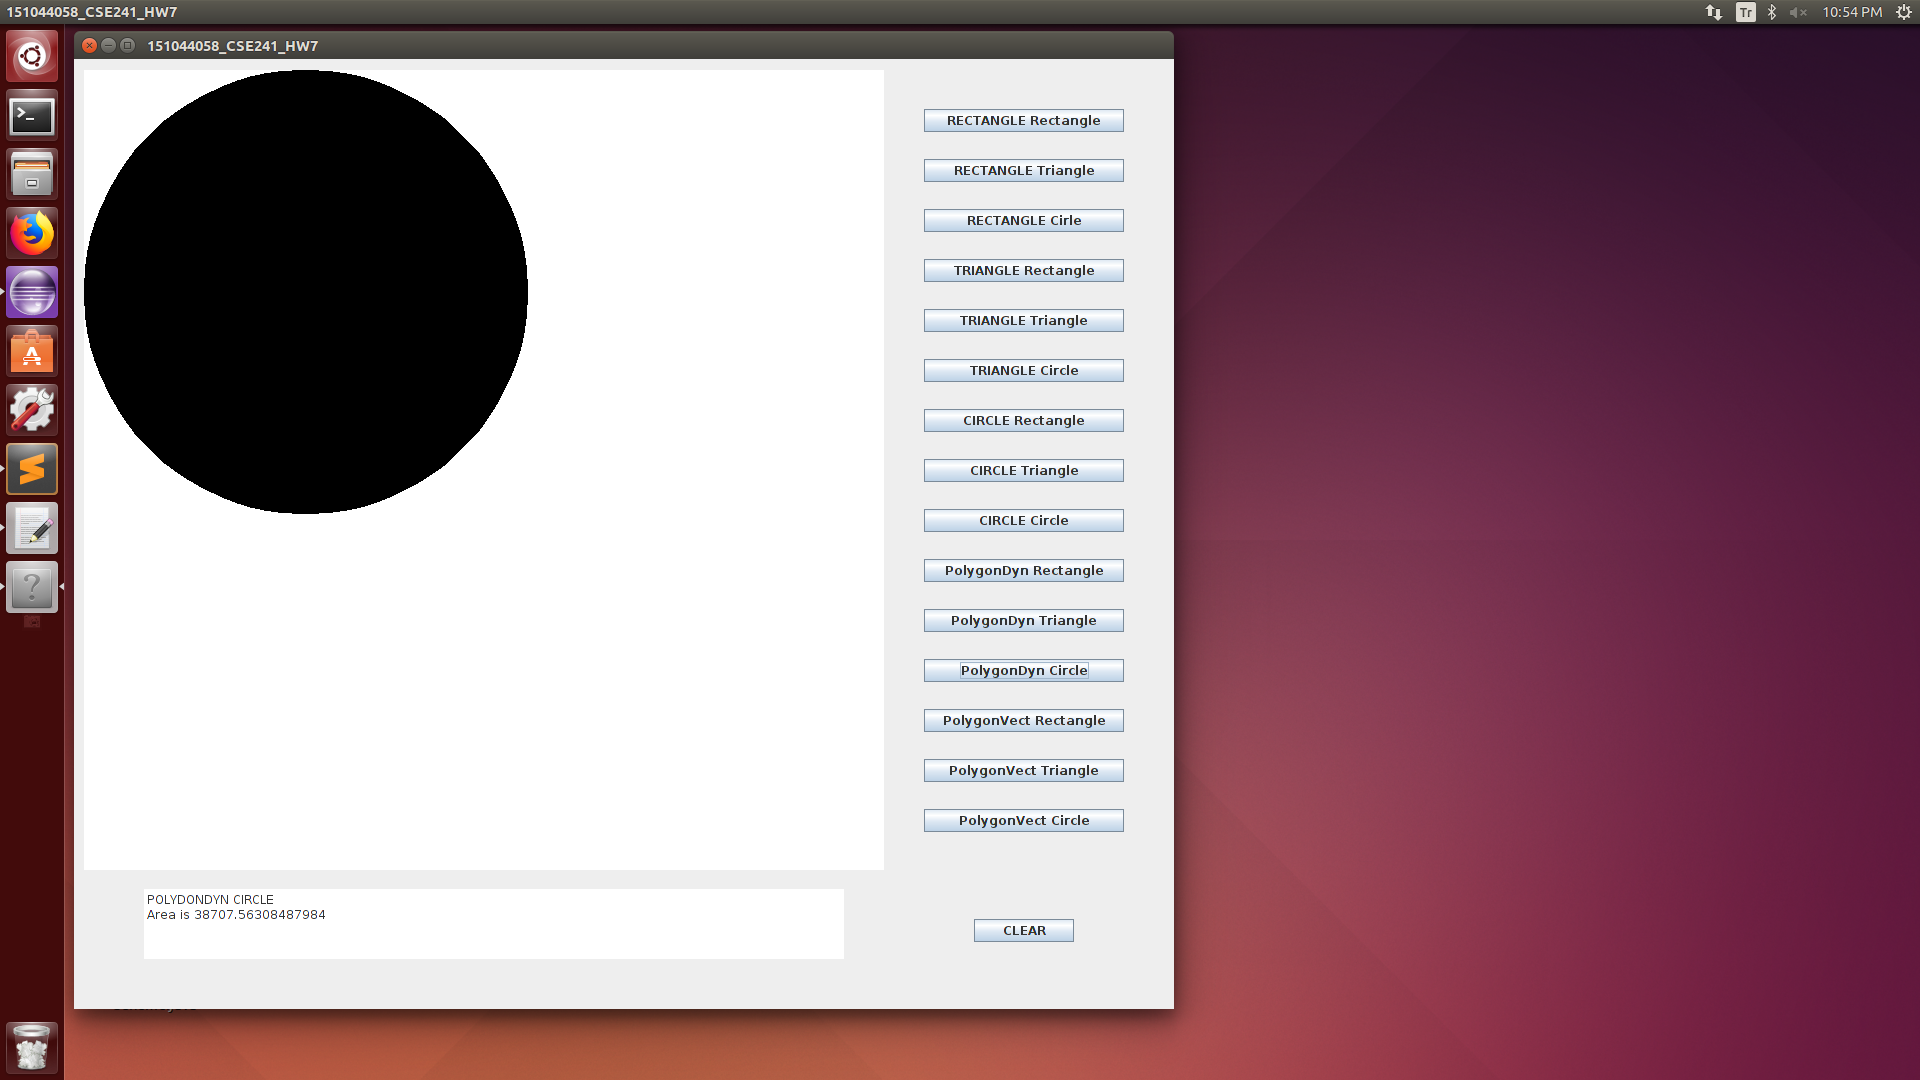 151044058_CSE241_HW7
Tr
10:54 PM
151044058_CSE241_HW7
RECTANGLE Rectangle
RECTANGLE Triangle
RECTANGLE Cirle
TRIANGLE Rectangle
TRIANGLE Triangle
TRIANGLE Circle
CIRCLE Rectangle
CIRCLE Triangle
CIRCLE Circle
PolygonDyn Rectangle
PolygonDyn Triangle
PolygonDyn Circle
PolygonVect Rectangle
PolygonVect Triangle
PolygonVect Circle
POLYDONDYN CIRCLE
Area is 38707.56308487984
CLEAR